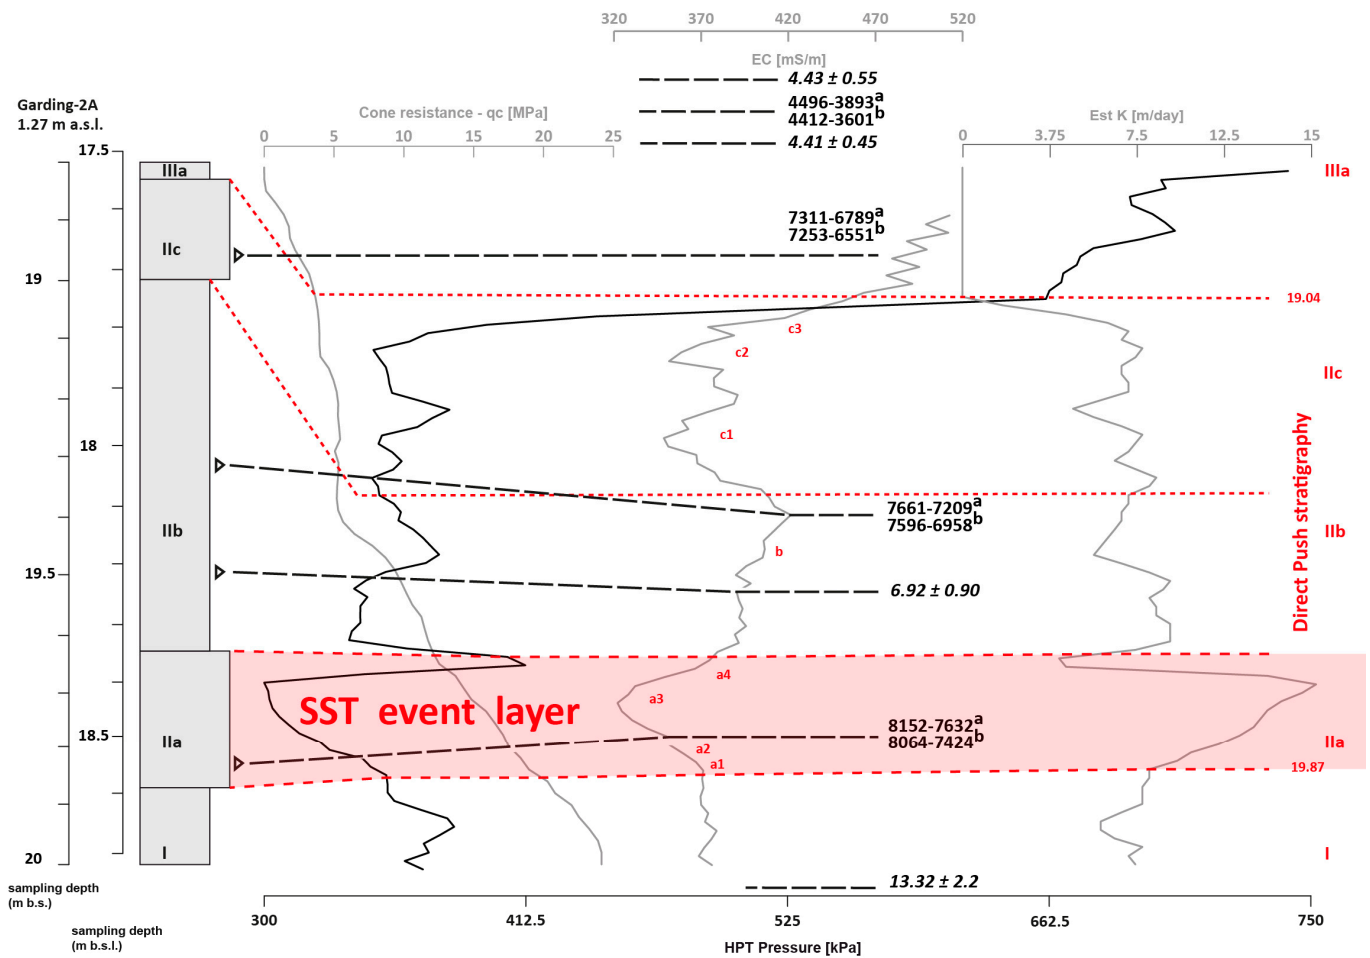 320 370 420 470 520
EC [mS/m]
4.43 ± 0.55
Garding-2A
1.27 m a.s.l.
Cone resistance - qc [MPa]
4496-3893a
4412-3601b
Est K [m/day]
0 5 10 15 20 25
4.41 ± 0.45
0 3.75 7.5 12.5 15
17.5
IIIa
IIIa
7311-6789a
7253-6551b
IIc
19
19.04
c3
c2
IIc
c1
18
Direct Push stratigraphy
7661-7209a
7596-6958b
IIb
IIb
b
19.5
6.92 ± 0.90
a4
a3
SST event layer
8152-7632a
8064-7424b
18.5
IIa
IIa
a2
a1
19.87
I
I
20
13.32 ± 2.2
sampling depth
(m b.s.)
300 412.5 525 662.5 750
sampling depth
(m b.s.l.)
HPT Pressure [kPa]